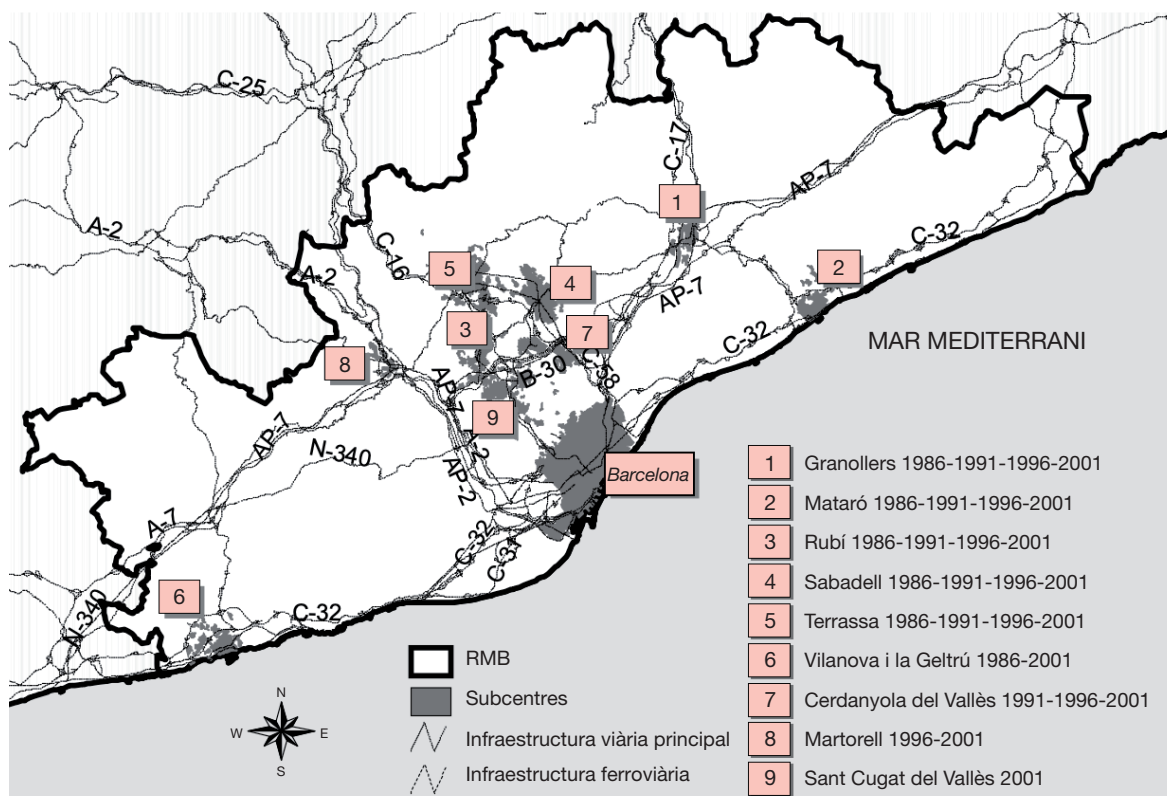 C-25
C-17
1
AP-7
A-2
C-16
C-32
A-2
5
4
2
AP-7
3
7
C-32
MAR MEDITERRANI
8
B-30
C-58
AP-7
9
A-2
AP-7
N-340
AP-2
Barcelona
A-7
C-32
C-31
6
C-32
N-340
RMB
Subcentres
Infraestructura viària principal
Infraestructura ferroviària
N
W
E
S
1 Granollers 1986-1991-1996-2001
2 Mataró 1986-1991-1996-2001
3 Rubí 1986-1991-1996-2001
4 Sabadell 1986-1991-1996-2001
5 Terrassa 1986-1991-1996-2001
6 Vilanova i la Geltrú 1986-2001
7 Cerdanyola del Vallès 1991-1996-2001
8 Martorell 1996-2001
9 Sant Cugat del Vallès 2001